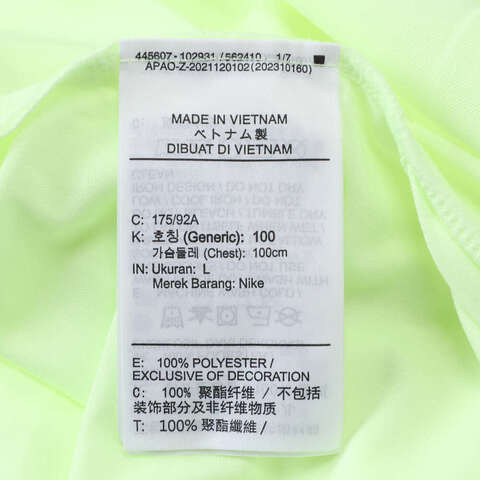 445607-102931 / 562410 1/7
APAO-Z-2021120102 (202310160)
MADE IN VIETNAM
ベトナム製
DIBUAT DI VIETNAM
C: 175/92A
K: 호칭 (Generic): 100
가슴둘레 (Chest): 100cm
IN: Ukuran: L
Merek Barang: Nike
E: 100% POLYESTER /
EXCLUSIVE OF DECORATION
C: 100% 聚酯纤维 / 不包括
装饰部分及非纤维物质
T: 100% 聚酯纖維 /